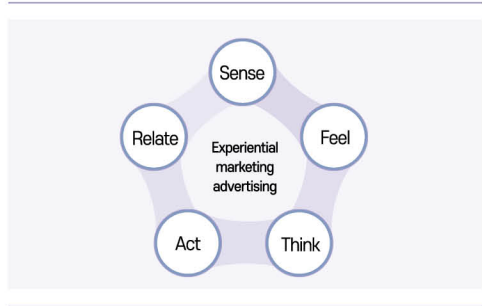 Sense
Relate
Feel
Experiential
marketing
advertising
Act
Think